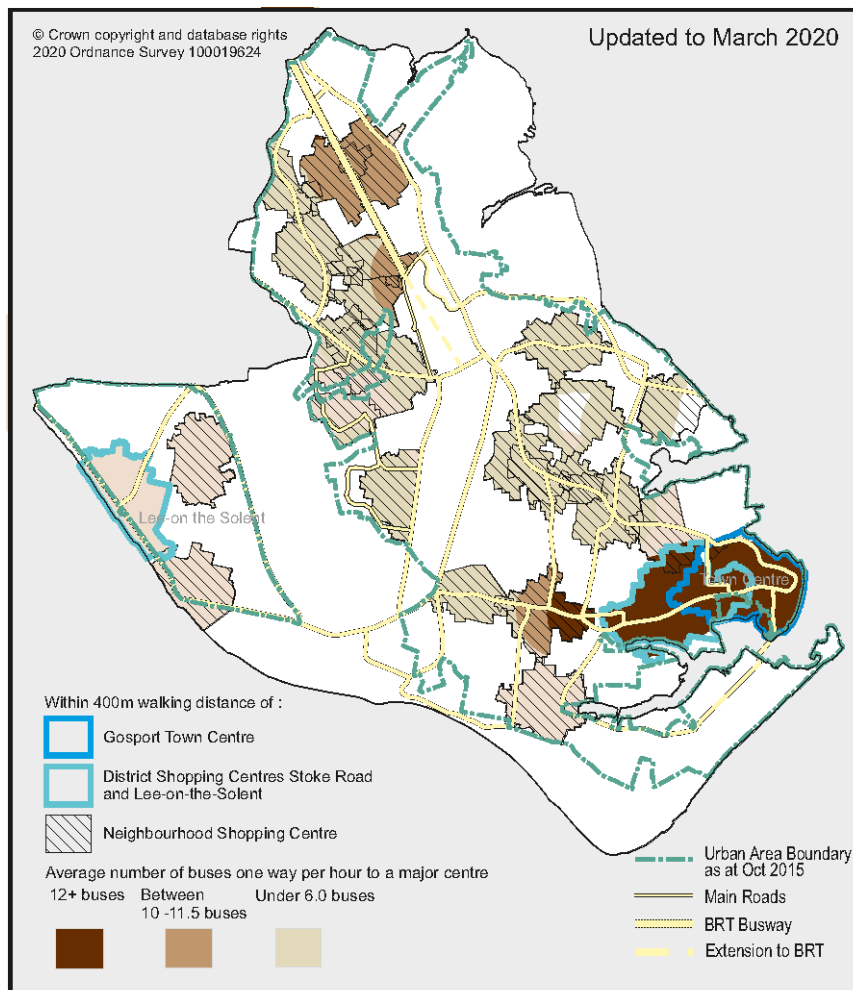 © Crown copyright and database rights
2020 Ordnance Survey 100019624
Updated to March 2020
Lee-on the Solent
Town Centre
Within 400m walking distance of :
Gosport Town Centre
District Shopping Centres Stoke Road
and Lee-on-the-Solent
Neighbourhood Shopping Centre
Average number of buses one way per hour to a major centre
12+ buses
Between
10 -11.5 buses
Under 6.0 buses
Urban Area Boundary
as at Oct 2015
Main Roads
BRT Busway
Extension to BRT